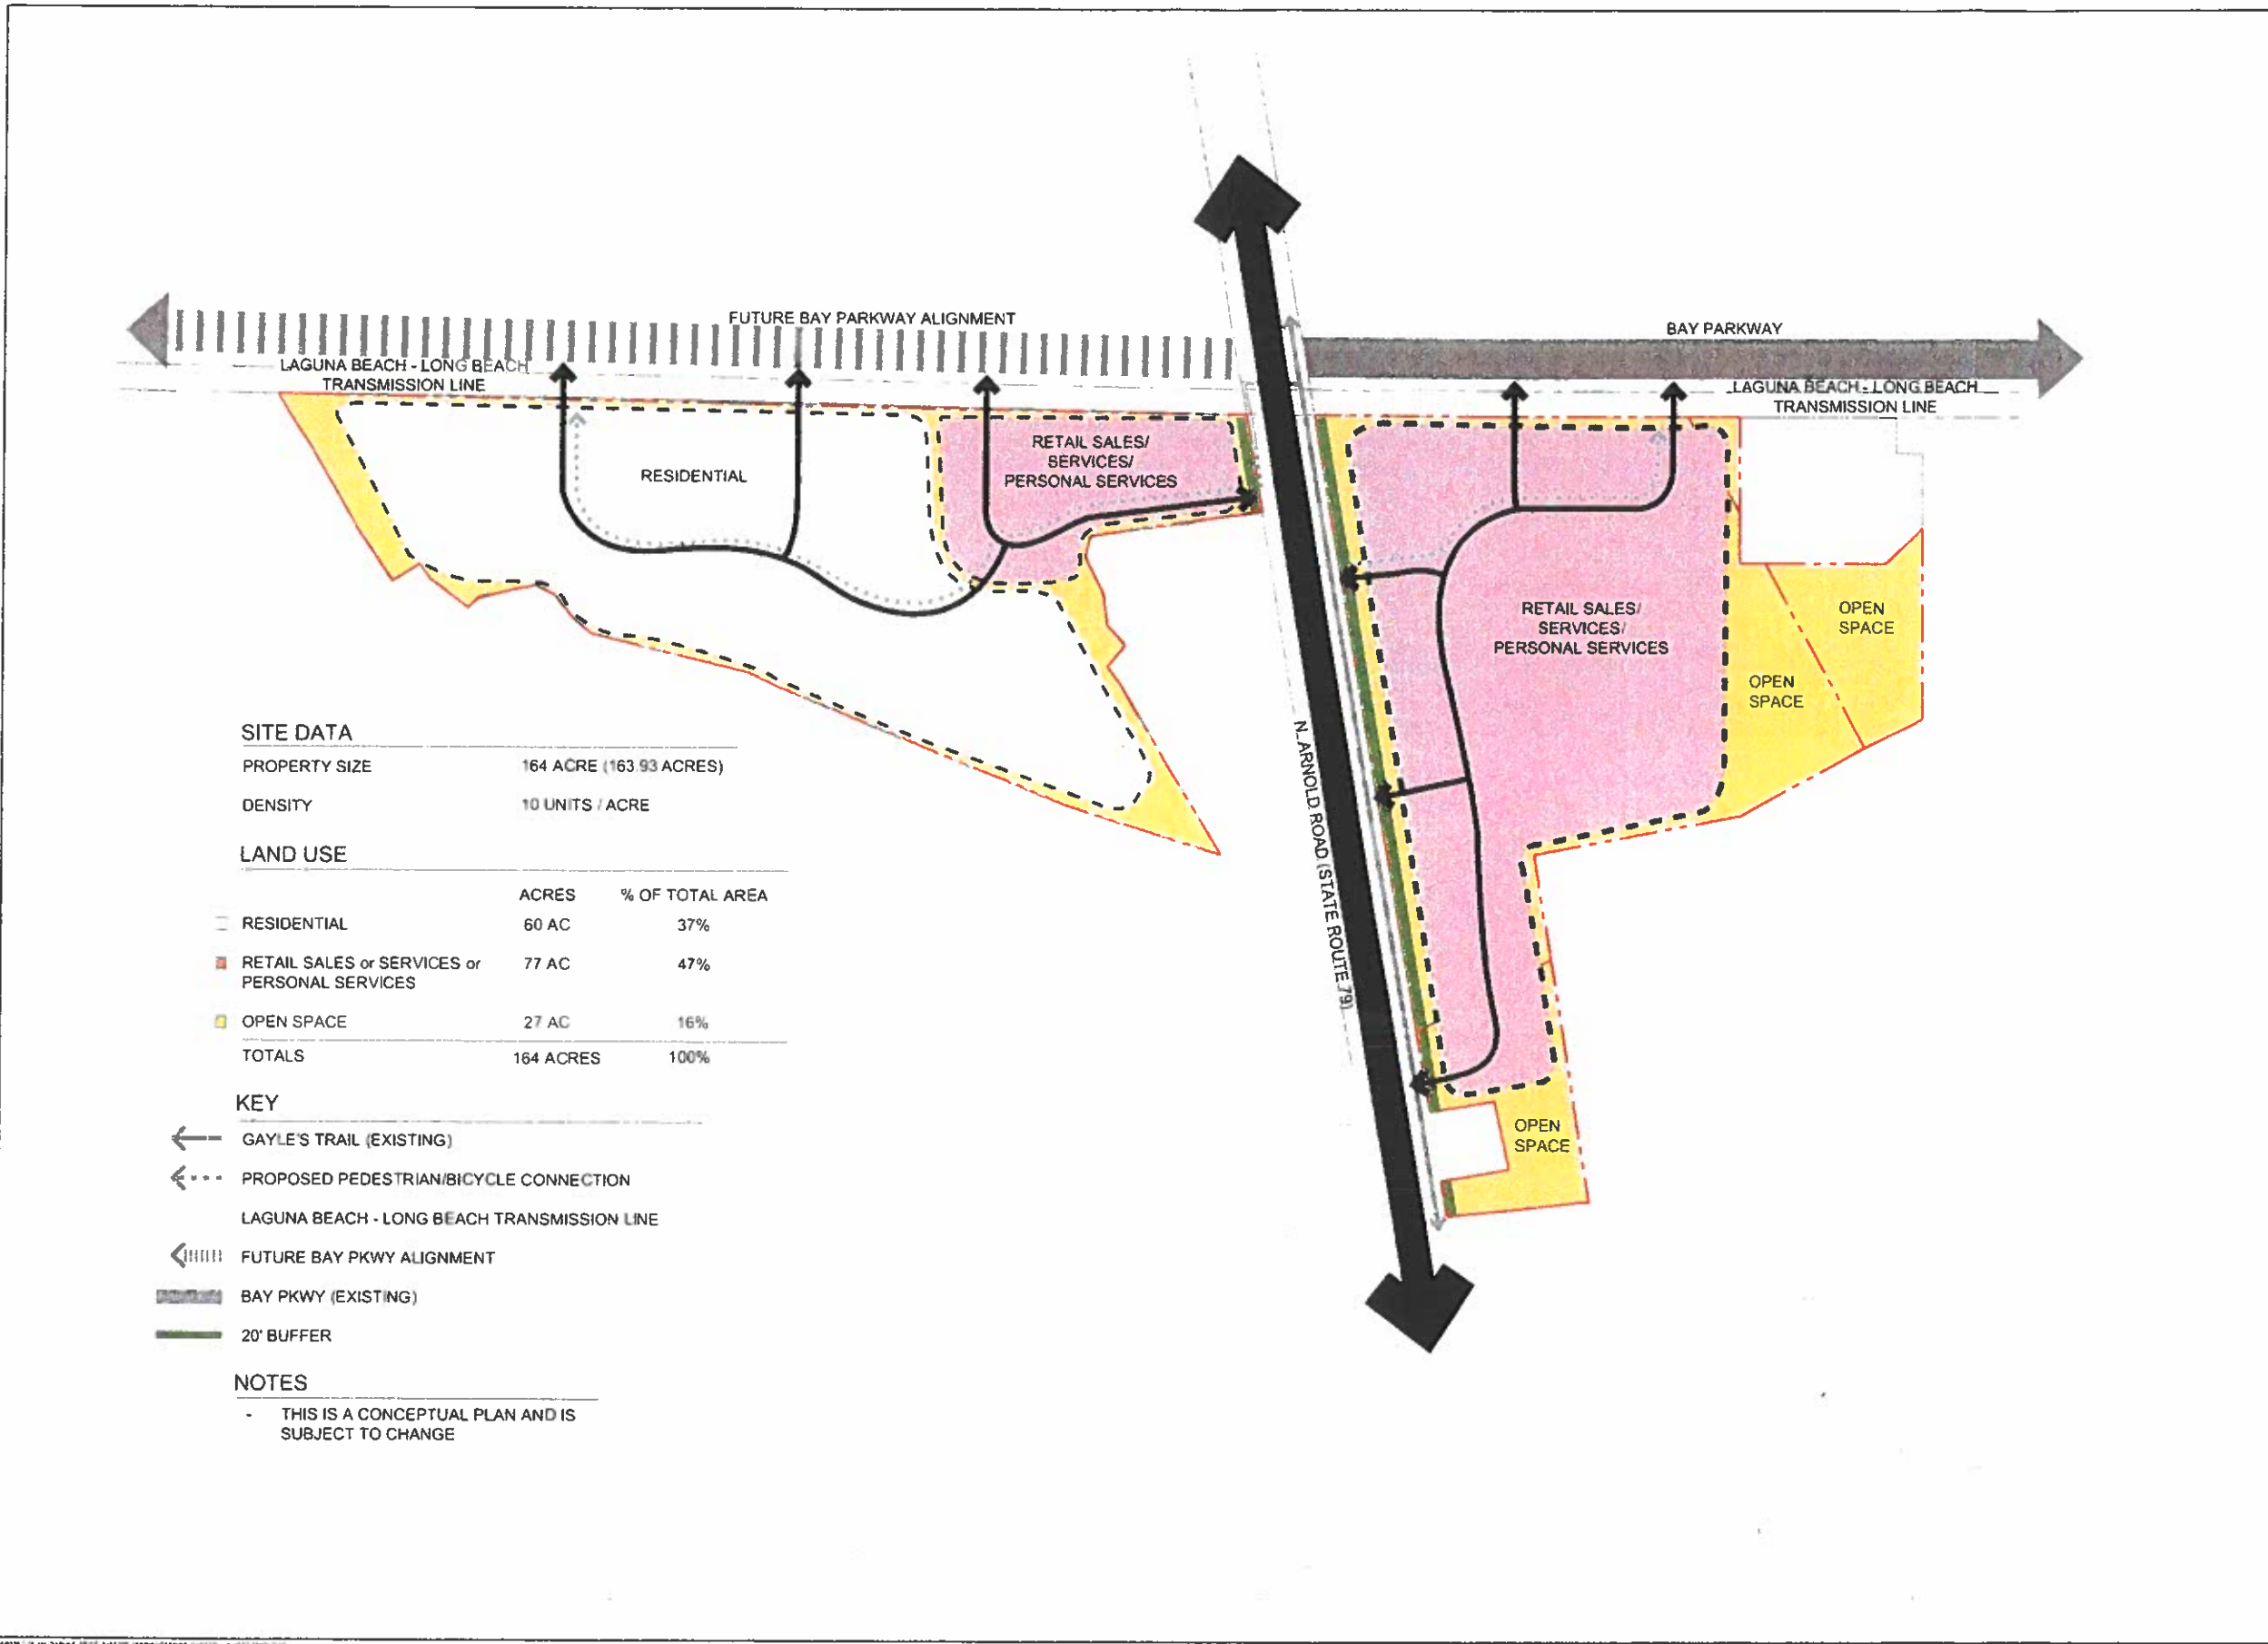 FUTURE BAY PARKWAY ALIGNMENT
BAY PARKWAY
LAGUNA BEACH - LONG BEACH
TRANSMISSION LINE
LAGUNA BEACH - LONG BEACH
TRANSMISSION LINE
RESIDENTIAL
RETAIL SALES/
SERVICES/
PERSONAL SERVICES
RETAIL SALES/
SERVICES/
PERSONAL SERVICES
OPEN
SPACE
OPEN
SPACE
OPEN
SPACE
N. ARNOLD ROAD (STATE ROUTE 79)
SITE DATA
PROPERTY SIZE 164 ACRE (163.93 ACRES)
DENSITY 10 UNITS / ACRE
LAND USE
ACRES % OF TOTAL AREA
RESIDENTIAL 60 AC 37%
RETAIL SALES or SERVICES or 77 AC 47%
PERSONAL SERVICES
OPEN SPACE 27 AC 16%
TOTALS 164 ACRES 100%
KEY
GAYLE'S TRAIL (EXISTING)
PROPOSED PEDESTRIAN/BICYCLE CONNECTION
LAGUNA BEACH - LONG BEACH TRANSMISSION LINE
FUTURE BAY PKWY ALIGNMENT
BAY PKWY (EXISTING)
20' BUFFER
NOTES
- THIS IS A CONCEPTUAL PLAN AND IS
SUBJECT TO CHANGE